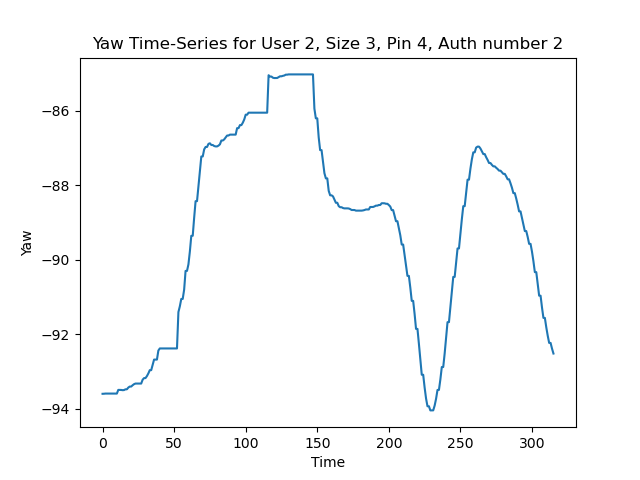 Yaw Time-Series for User 2, Size 3, Pin 4, Auth number 2
Yaw
−86
−88
−90
−92
−94
0 50 100 150 200 250 300
Time